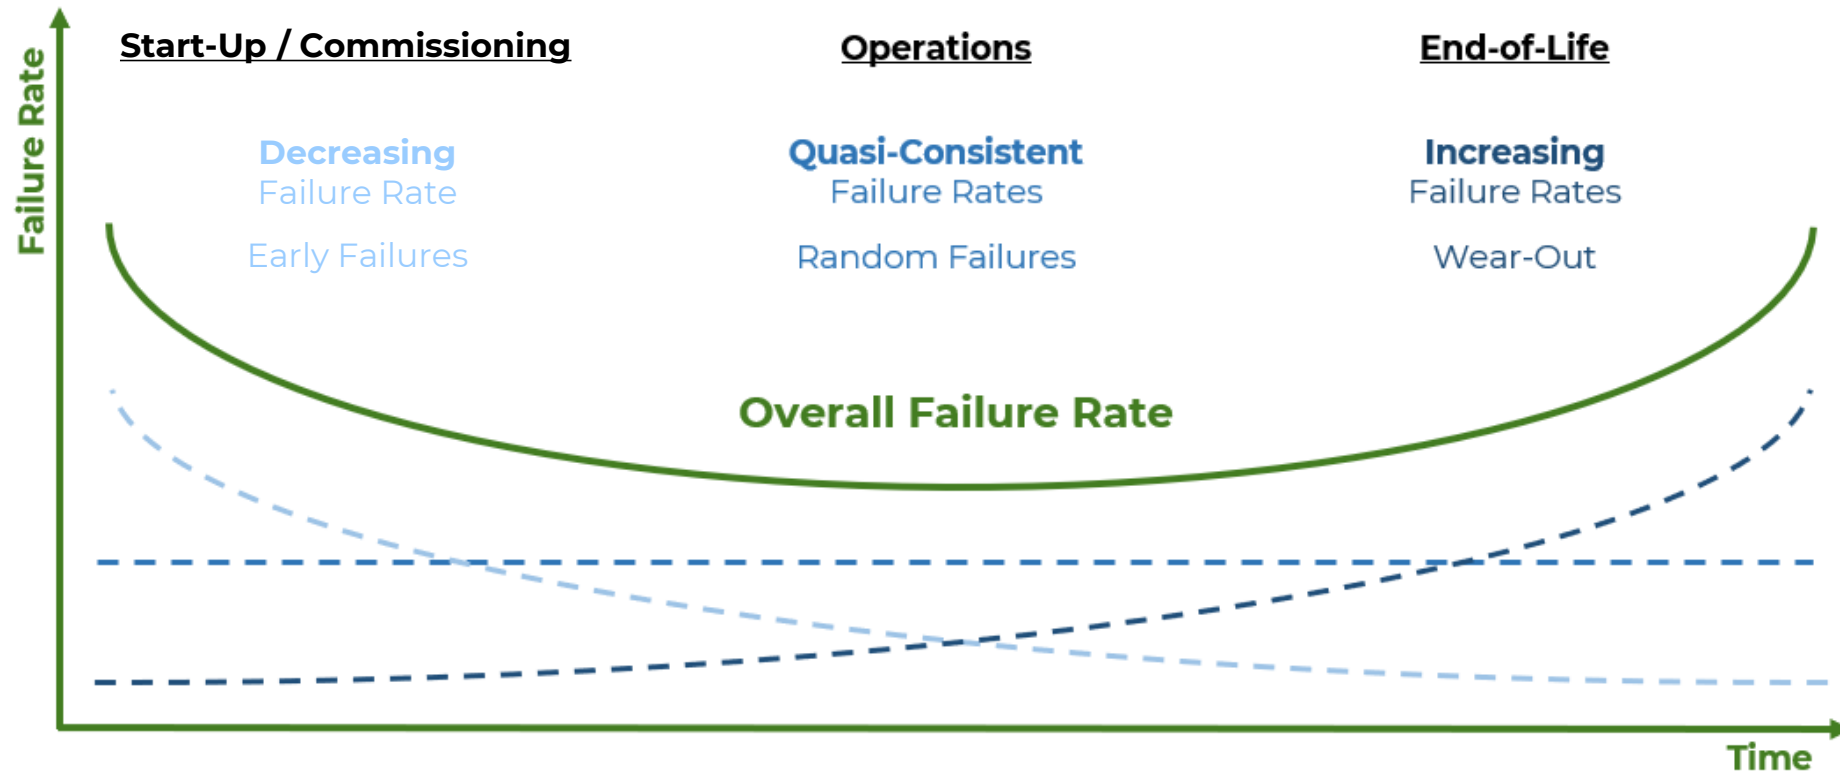 Failure Rate
Start-Up / Commissioning
Decreasing
Failure Rate
Early Failures
Operations
Quasi-Consistent
Failure Rates
Random Failures
End-of-Life
Increasing
Failure Rates
Wear-Out
Overall Failure Rate
Time